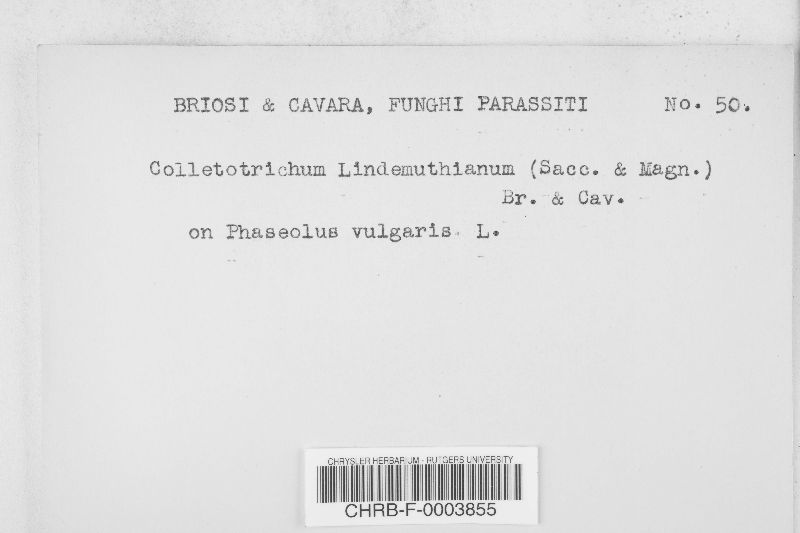 BRIOSI & CAVARA, FUNGHI PARASSITI No. 50.
Colletotrichum Lindemuthianum (Sacc. & Magn.)
Br. & Cav.
on Phaseolus vulgaris L.
CHRYSLER HERBARIUM - RUTGERS UNIVERSITY
CHRB-F-0003855